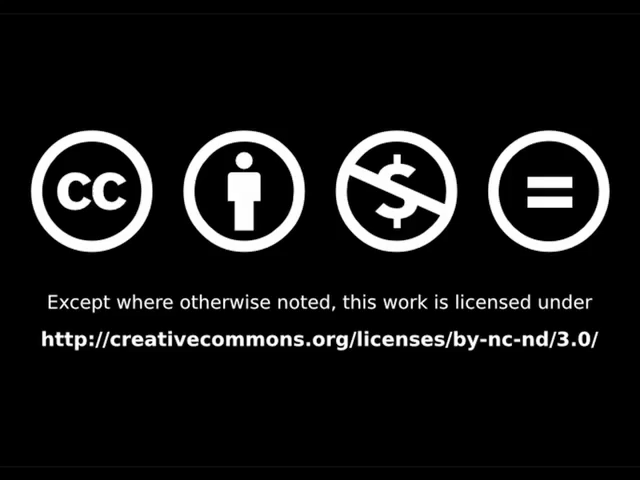 cc
$
=
Except where otherwise noted, this work is licensed under
http://creativecommons.org/licenses/by-nc-nd/3.0/